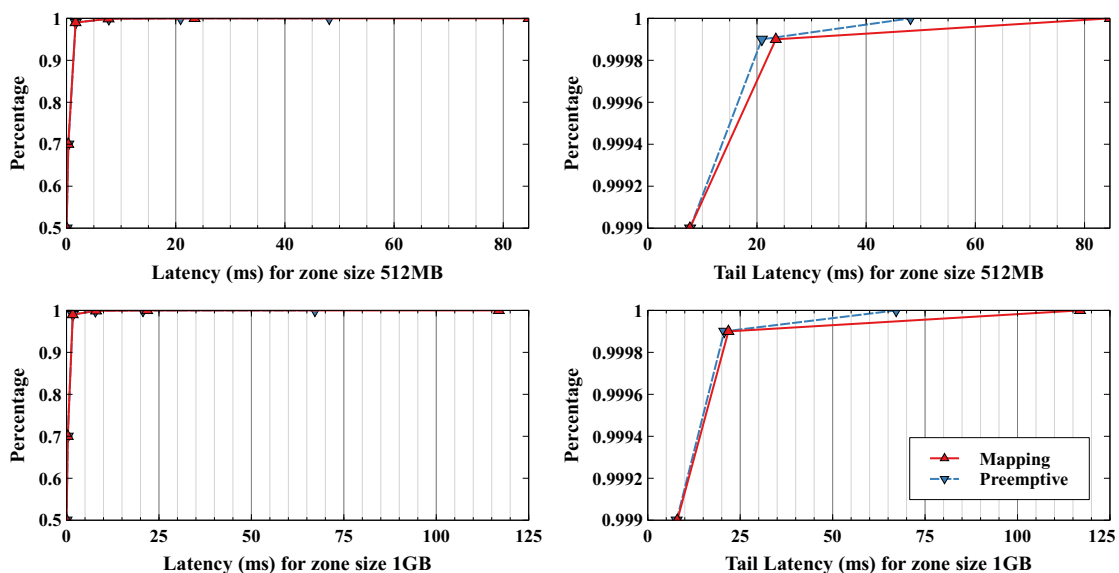 1
0.9
0.8
0.7
0.6
0.5
Percentage
0 20 40 60 80
Latency (ms) for zone size 512MB
1
0.9998
0.9996
0.9994
0.9992
0.999
Percentage
0 20 40 60 80
Tail Latency (ms) for zone size 512MB
1
0.9
0.8
0.7
0.6
0.5
Percentage
0 25 50 75 100 125
Latency (ms) for zone size 1GB
1
0.9998
0.9996
0.9994
0.9992
0.999
Percentage
Mapping
Preemptive
0 25 50 75 100 125
Tail Latency (ms) for zone size 1GB